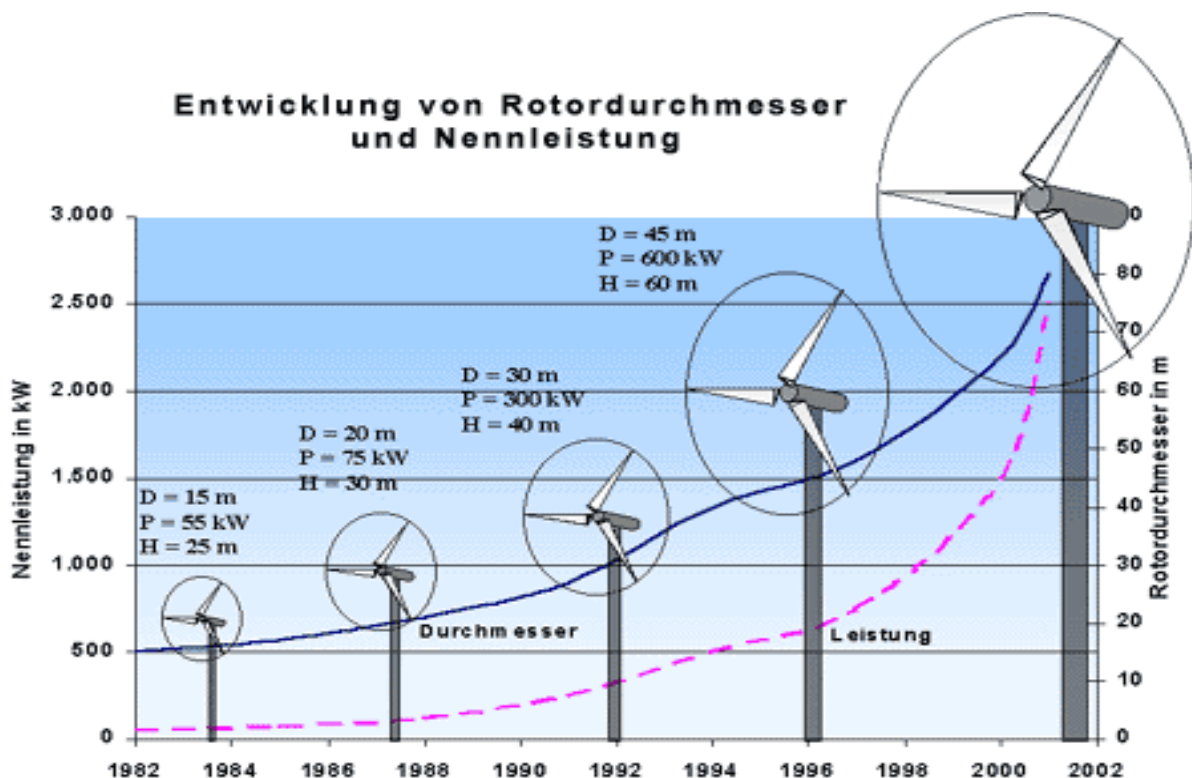 Entwicklung von Rotordurchmesser
und Nennleistung
Nennleistung in kW
3.000
2.500
2.000
1.500
1.000
500
0
D = 15 m
P = 55 kW
H = 25 m
D = 20 m
P = 75 kW
H = 30 m
D = 30 m
P = 300 kW
H = 40 m
D = 45 m
P = 600 kW
H = 60 m
Durchmesser
Leistung
80
70
60
50
40
30
20
10
0
Rotordurchmesser in m
1982 1984 1986 1988 1990 1992 1994 1996 1998 2000 2002